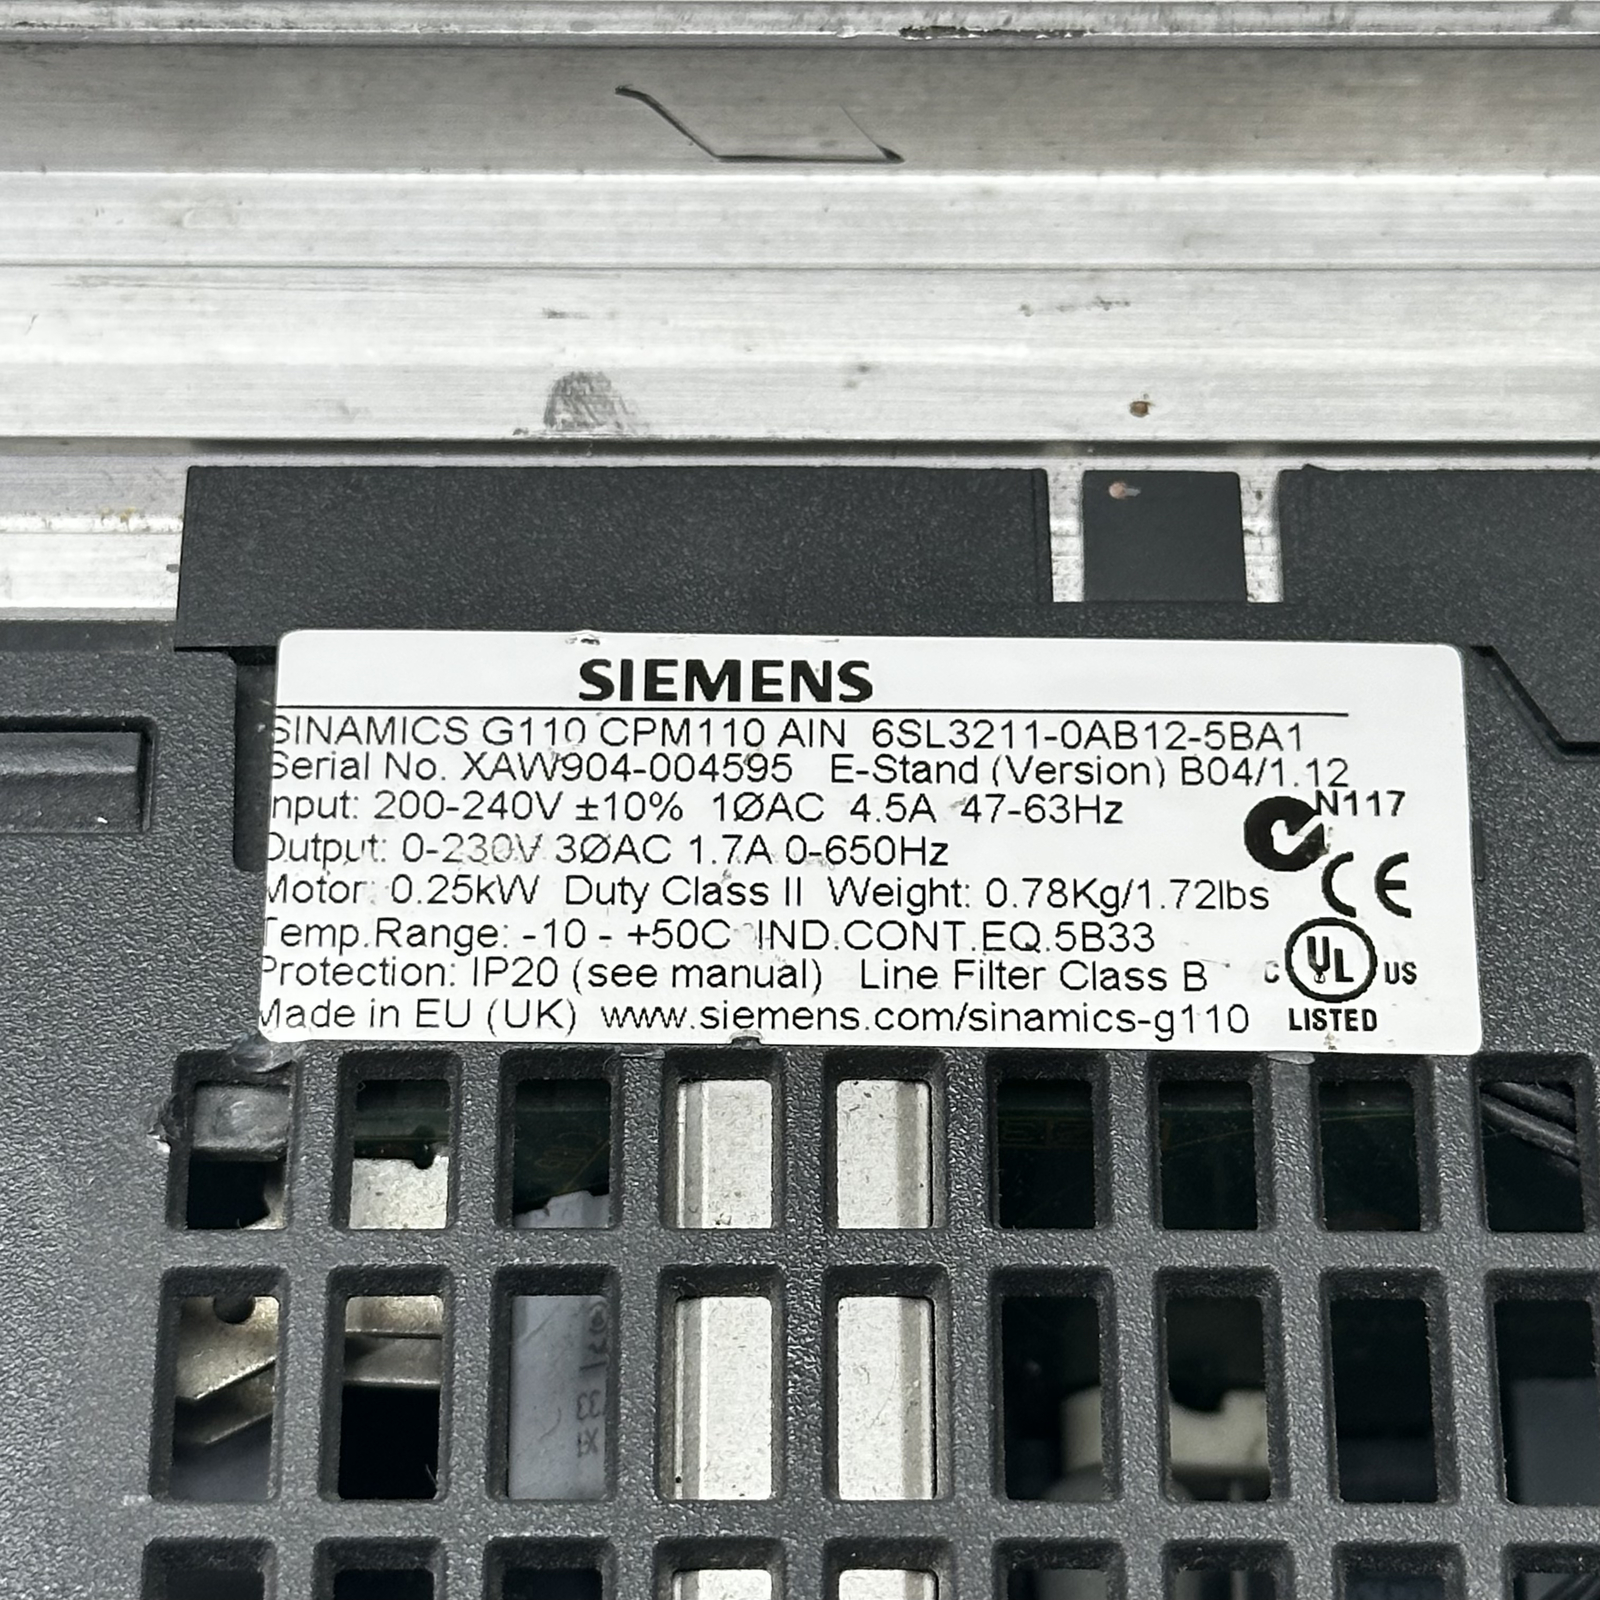 SIEMENS
SINAMICS G110 CPM110 AIN 6SL3211-0AB12-5BA1
Serial No. XAW904-004595 E-Stand (Version) B04/1.12
Input: 200-240V ±10% 1ØAC 4.5A 47-63Hz
N117
Output: 0-230V 3ØAC 1.7A 0-650Hz
CE
Motor: 0.25kW Duty Class II Weight: 0.78Kg/1.72lbs
Temp.Range: -10 - +50C IND.CONT.EQ.5B33
Protection: IP20 (see manual) Line Filter Class B
C UL US
Made in EU (UK) www.siemens.com/sinamics-g110
LISTED